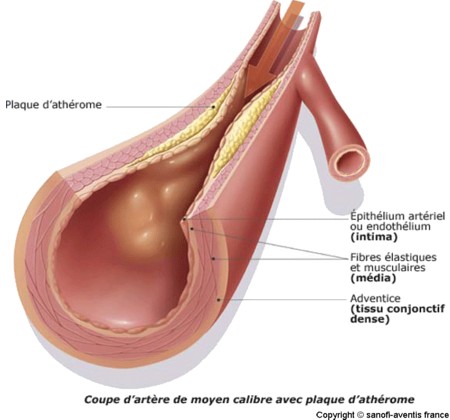 Plaque d’athérome
Épithélium artériel
ou endothélium
(intima)
Fibres élastiques
et musculaires
(média)
Adventice
(tissu conjonctif
dense)
Coupe d’artère de moyen calibre avec plaque d’athérome
Copyright © sanofi-aventis france